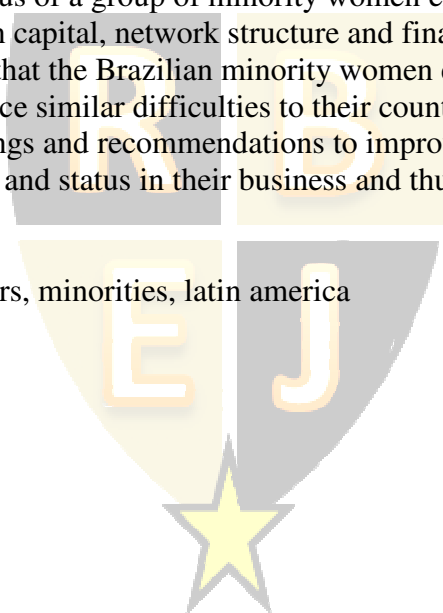 us of a group of minority women e
n capital, network structure and fina
that the Brazilian minority women e
ce similar difficulties to their count
ngs and recommendations to impro
and status in their business and thu
rs, minorities, latin america
R B
E J